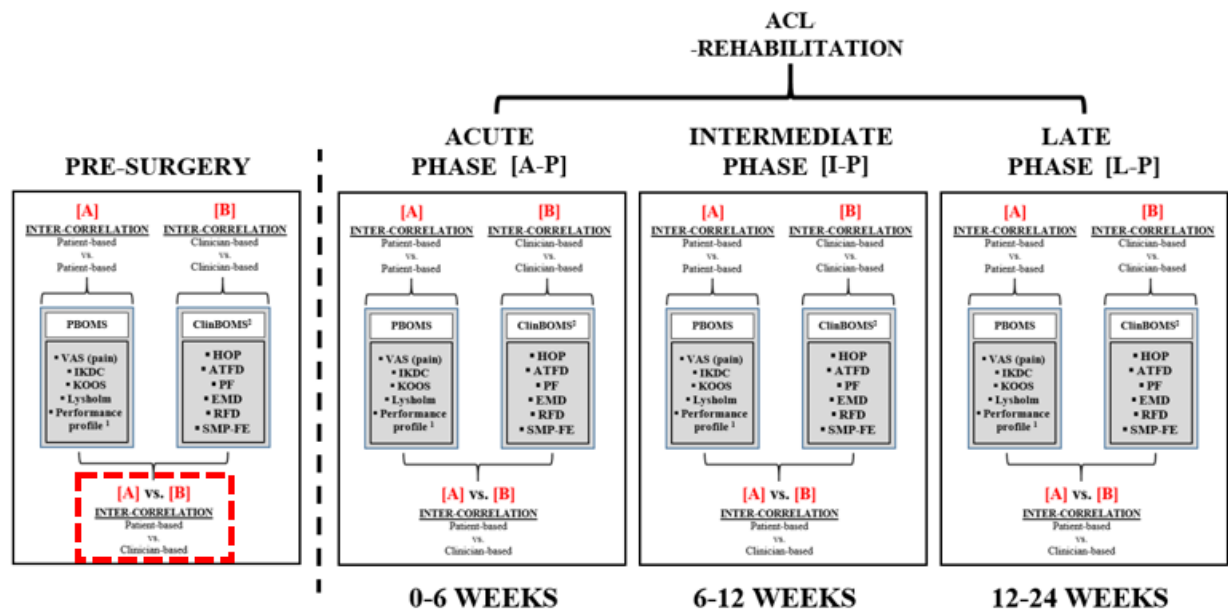 ACL
-REHABILITATION
PRE-SURGERY
[A]
INTER-CORRELATION
Patient-based
vs.
Patient-based
[B]
INTER-CORRELATION
Clinician-based
vs.
Clinician-based
PBOMS
▪ VAS (pain)
▪ IKDC
▪ KOOS
▪ Lysholm
▪ Performance
profile ¹
ClinBOMS²
▪ HOP
▪ ATFD
▪ PF
▪ EMD
▪ RFD
▪ SMP-FE
[A] vs. [B]
INTER-CORRELATION
Patient-based
vs.
Clinician-based
ACUTE
PHASE [A-P]
[A]
INTER-CORRELATION
Patient-based
vs.
Patient-based
[B]
INTER-CORRELATION
Clinician-based
vs.
Clinician-based
PBOMS
▪ VAS (pain)
▪ IKDC
▪ KOOS
▪ Lysholm
▪ Performance
profile ¹
ClinBOMS²
▪ HOP
▪ ATFD
▪ PF
▪ EMD
▪ RFD
▪ SMP-FE
[A] vs. [B]
INTER-CORRELATION
Patient-based
vs.
Clinician-based
0-6 WEEKS
INTERMEDIATE
PHASE [I-P]
[A]
INTER-CORRELATION
Patient-based
vs.
Patient-based
[B]
INTER-CORRELATION
Clinician-based
vs.
Clinician-based
PBOMS
▪ VAS (pain)
▪ IKDC
▪ KOOS
▪ Lysholm
▪ Performance
profile ¹
ClinBOMS²
▪ HOP
▪ ATFD
▪ PF
▪ EMD
▪ RFD
▪ SMP-FE
[A] vs. [B]
INTER-CORRELATION
Patient-based
vs.
Clinician-based
6-12 WEEKS
LATE
PHASE [L-P]
[A]
INTER-CORRELATION
Patient-based
vs.
Patient-based
[B]
INTER-CORRELATION
Clinician-based
vs.
Clinician-based
PBOMS
▪ VAS (pain)
▪ IKDC
▪ KOOS
▪ Lysholm
▪ Performance
profile ¹
ClinBOMS²
▪ HOP
▪ ATFD
▪ PF
▪ EMD
▪ RFD
▪ SMP-FE
[A] vs. [B]
INTER-CORRELATION
Patient-based
vs.
Clinician-based
12-24 WEEKS